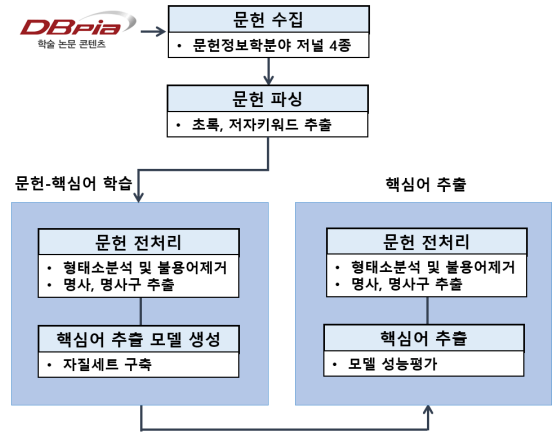 DBpia
학술 논문 콘텐츠
문헌 수집
• 문헌정보학분야 저널 4종
문헌 파싱
• 초록, 저자키워드 추출
문헌-핵심어 학습
문헌 전처리
• 형태소분석 및 불용어제거
• 명사, 명사구 추출
핵심어 추출 모델 생성
• 자질세트 구축
핵심어 추출
문헌 전처리
• 형태소분석 및 불용어제거
• 명사, 명사구 추출
핵심어 추출
• 모델 성능평가